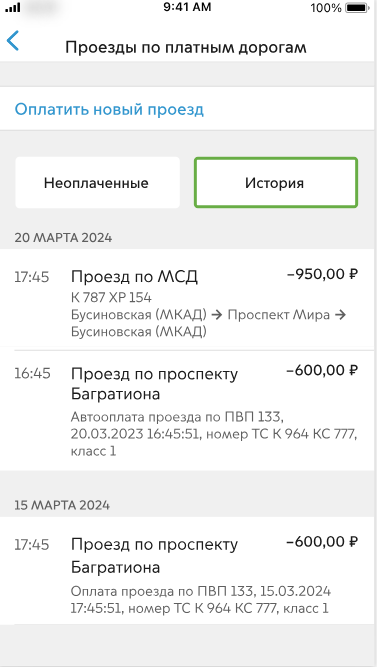 9:41 AM
100%
Проезды по платным дорогам
Оплатить новый проезд
Неоплаченные
История
20 МАРТА 2024
17:45
Проезд по МСД
–950,00 ₽
К 787 ХР 154
Бусиновская (МКАД) → Проспект Мира →
Бусиновская (МКАД)
16:45
Проезд по проспекту
–600,00 ₽
Багратиона
Автооплата проезда по ПВП 133,
20.03.2023 16:45:51, номер ТС К 964 КС 777,
класс 1
15 МАРТА 2024
17:45
Проезд по проспекту
–600,00 ₽
Багратиона
Оплата проезда по ПВП 133, 15.03.2024
17:45:51, номер ТС К 964 КС 777, класс 1